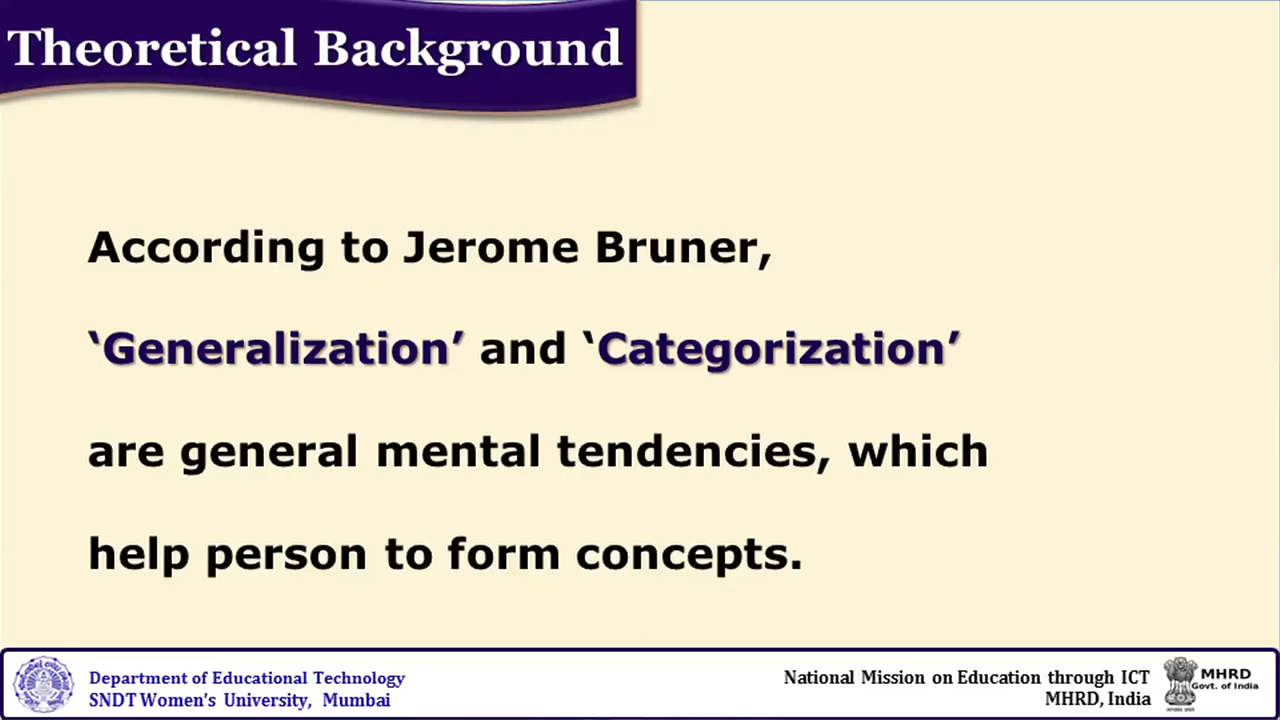 Theoretical Background
According to Jerome Bruner,
‘Generalization’ and ‘Categorization’
are general mental tendencies, which
help person to form concepts.
Department of Educational Technology
SNDT Women’s University, Mumbai
National Mission on Education through ICT
MHRD, India
MHRD
Govt. of India